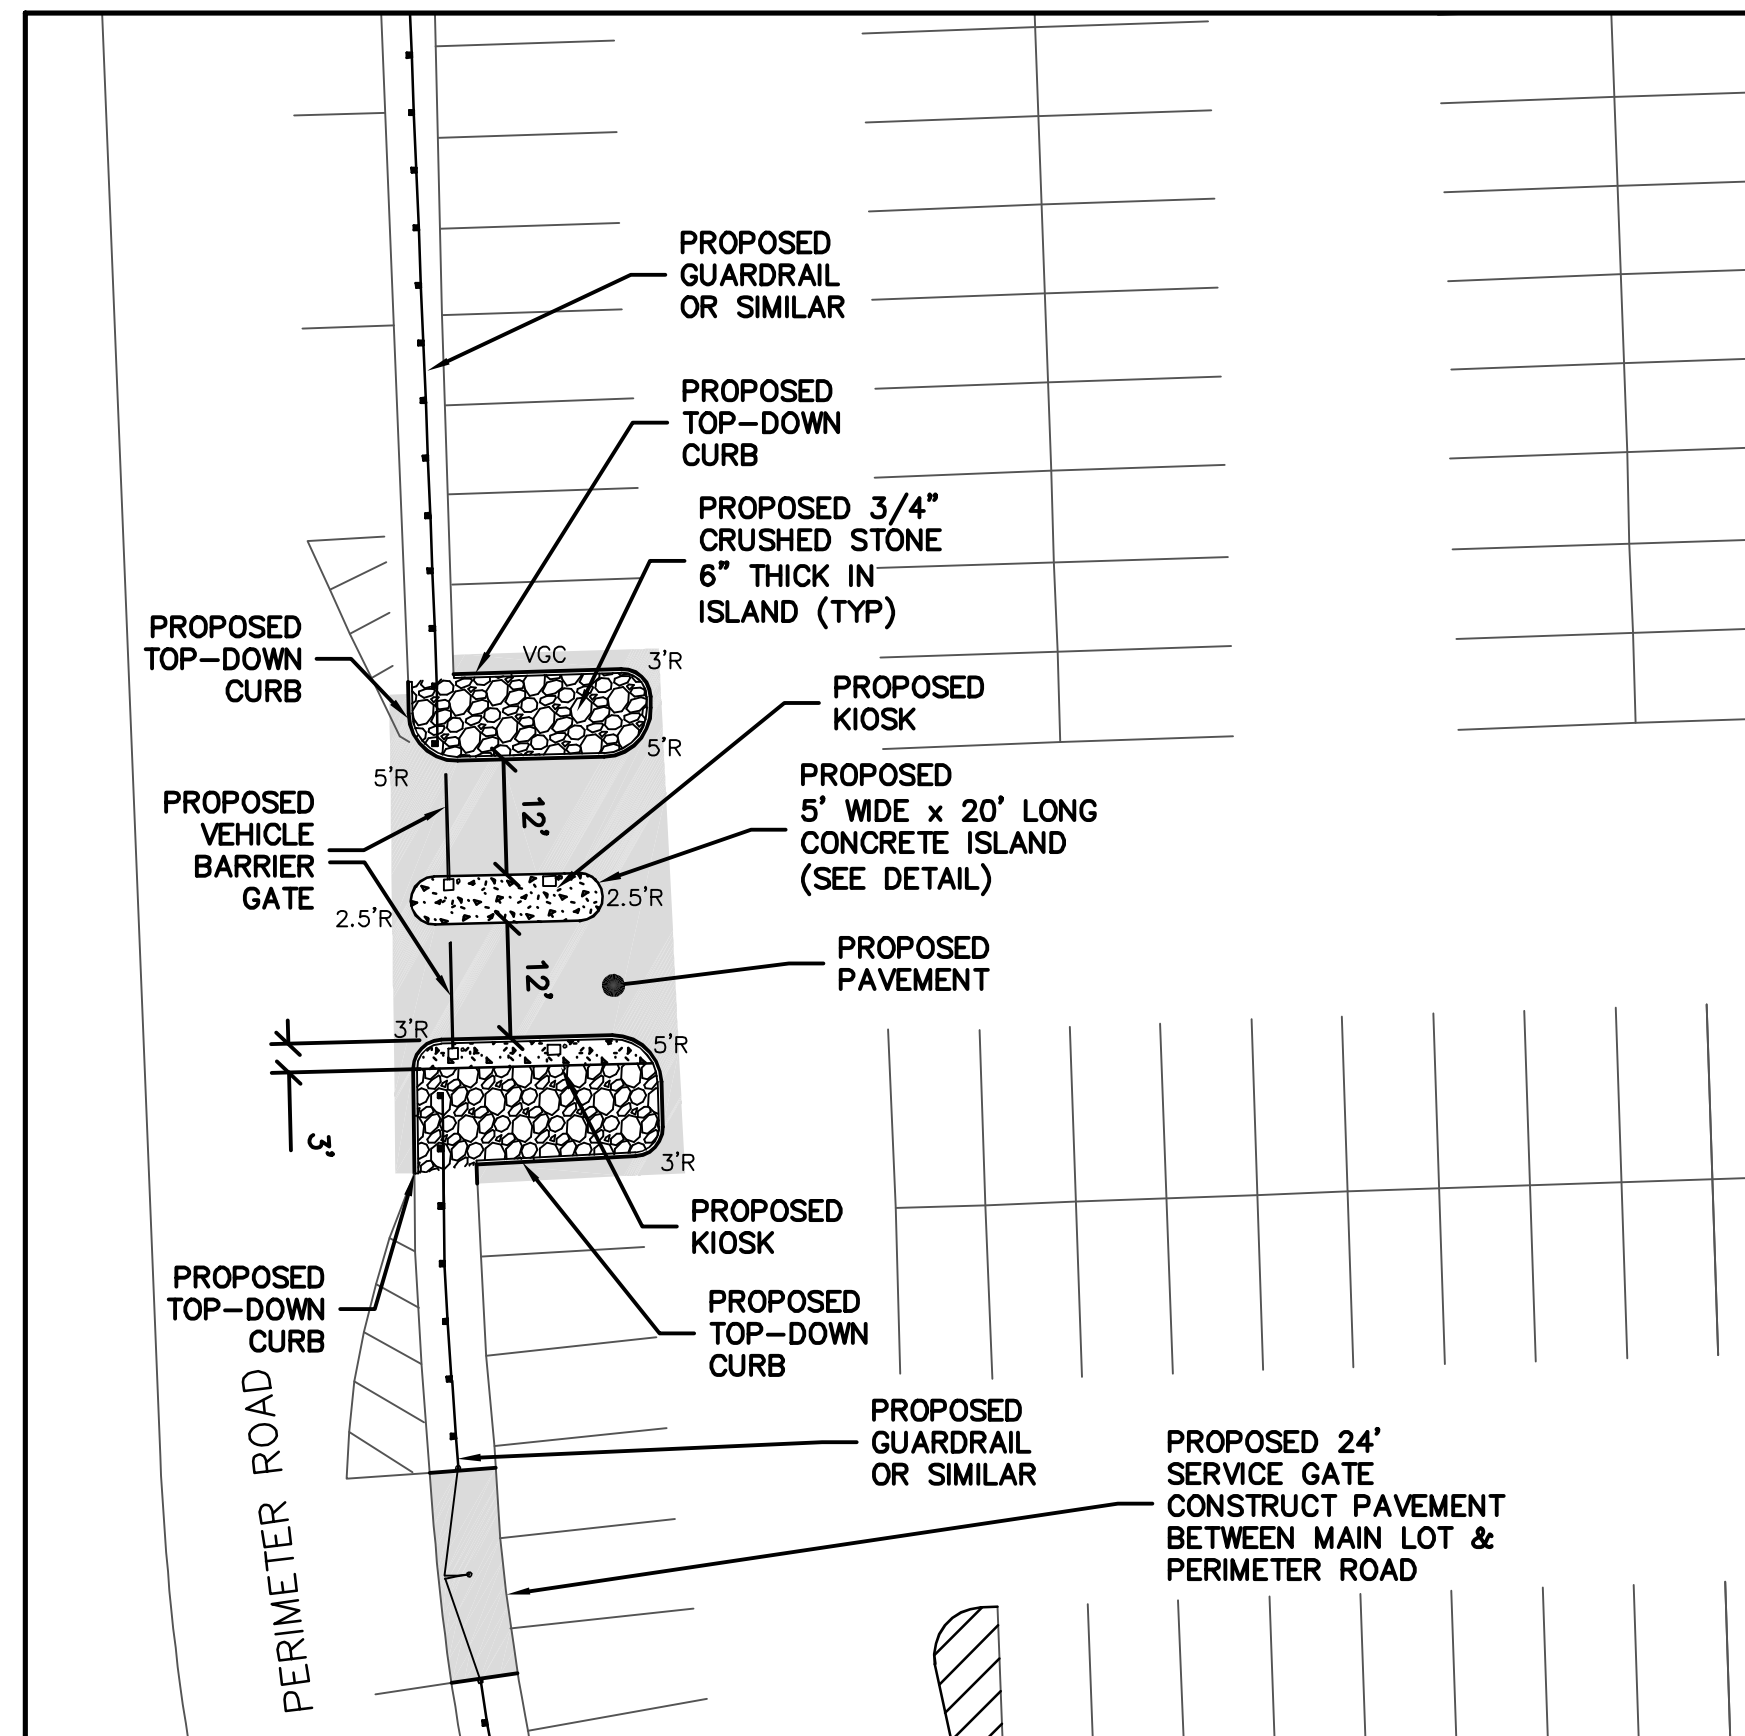 PROPOSED
GUARDRAIL
OR SIMILAR
PROPOSED
TOP-DOWN
CURB
PROPOSED 3/4"
CRUSHED STONE
6" THICK IN
ISLAND (TYP)
PROPOSED
TOP-DOWN
CURB
VGC
3'R
PROPOSED
KIOSK
5'R
5'R
PROPOSED
VEHICLE
BARRIER
GATE
12'
PROPOSED
5' WIDE x 20' LONG
CONCRETE ISLAND
(SEE DETAIL)
2.5'R
2.5'R
PROPOSED
PAVEMENT
12'
3'R
5'R
3'
3'R
PROPOSED
KIOSK
PROPOSED
TOP-DOWN
CURB
PROPOSED
TOP-DOWN
CURB
PERIMETER ROAD
PROPOSED
GUARDRAIL
OR SIMILAR
PROPOSED 24'
SERVICE GATE
CONSTRUCT PAVEMENT
BETWEEN MAIN LOT &
PERIMETER ROAD